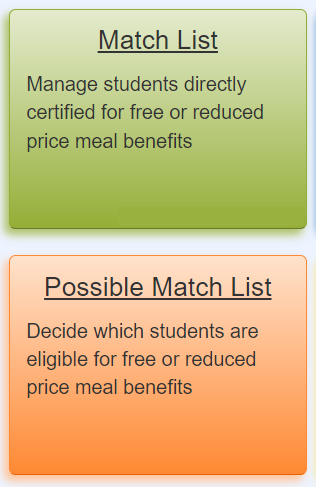 Match List
Manage students directly
certified for free or reduced
price meal benefits
Possible Match List
Decide which students are
eligible for free or reduced
price meal benefits